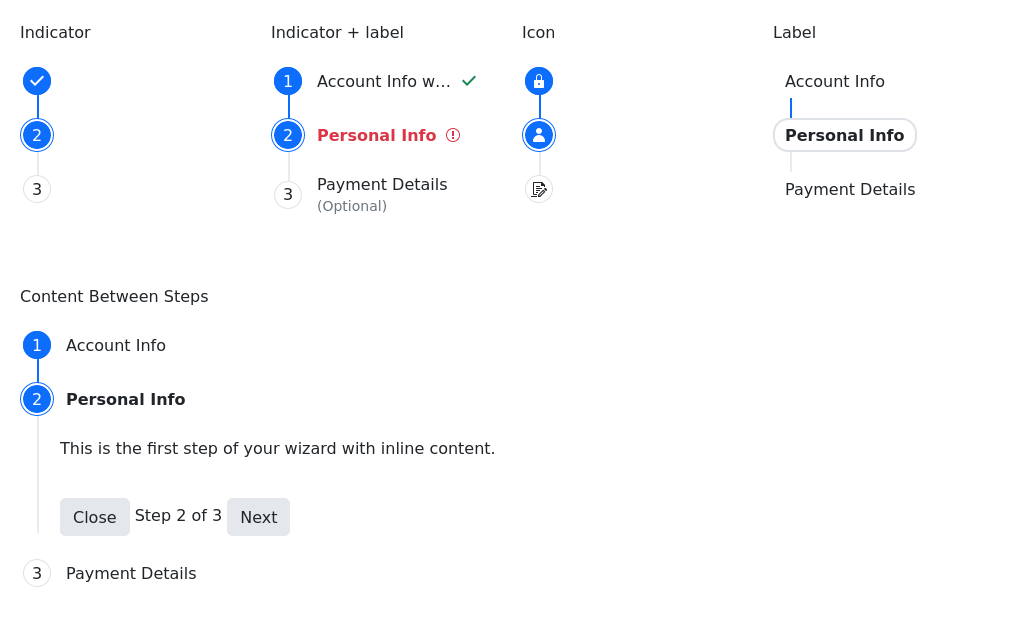 Indicator
2
3
Indicator + label
1 Account Info w...
2 Personal Info
3 Payment Details
(Optional)
Icon
Label
Account Info
Personal Info
Payment Details
Content Between Steps
1 Account Info
2 Personal Info
This is the first step of your wizard with inline content.
Close Step 2 of 3 Next
3 Payment Details